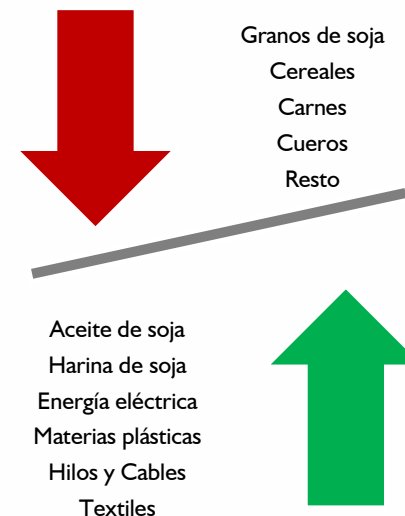 Granos de soja
Cereales
Carnes
Cueros
Resto
Aceite de soja
Harina de soja
Energía eléctrica
Materias plásticas
Hilos y Cables
Textiles